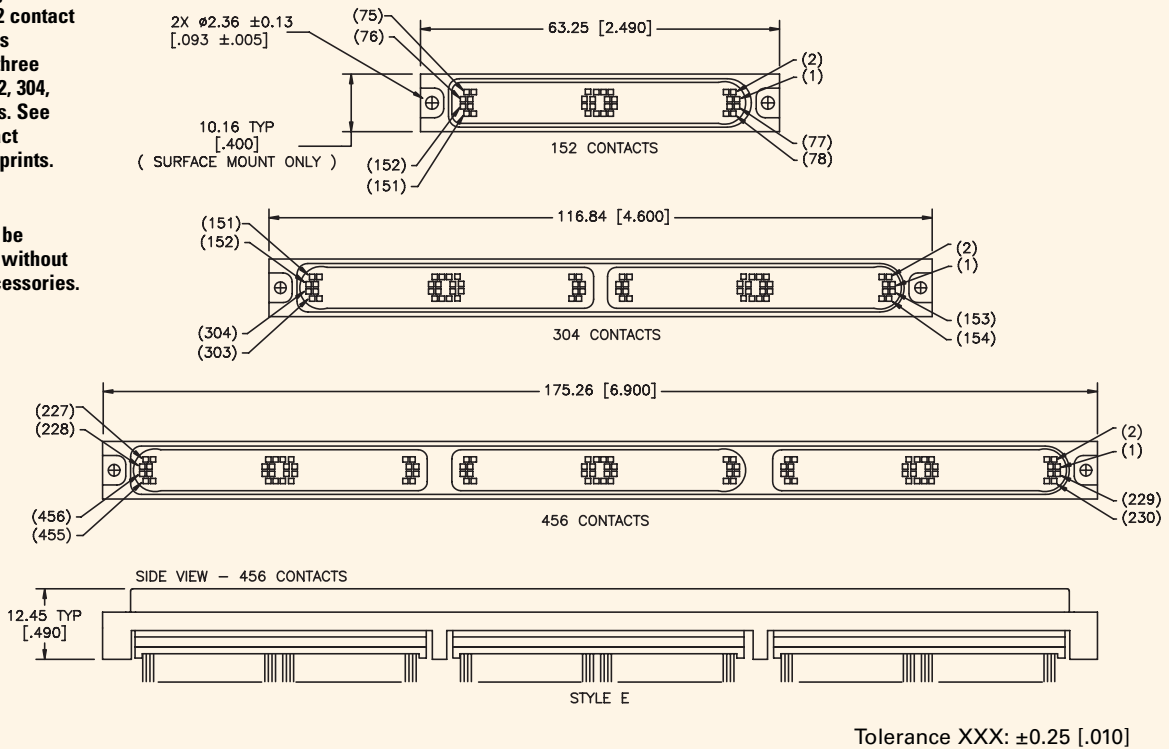 2 contact
s
three
2, 304,
s. See
act
prints.
be
without
cessories.
2X ø2.36 ±0.13
[.093 ±.005]
(75)
(76)
63.25 [2.490]
(2)
(1)
10.16 TYP
[.400]
( SURFACE MOUNT ONLY )
(152)
(151)
152 CONTACTS
(77)
(78)
(151)
(152)
116.84 [4.600]
(2)
(1)
(304)
(303)
304 CONTACTS
(153)
(154)
175.26 [6.900]
(227)
(228)
(2)
(1)
(456)
(455)
456 CONTACTS
(229)
(230)
SIDE VIEW – 456 CONTACTS
12.45 TYP
[.490]
STYLE E
Tolerance XXX: ±0.25 [.010]